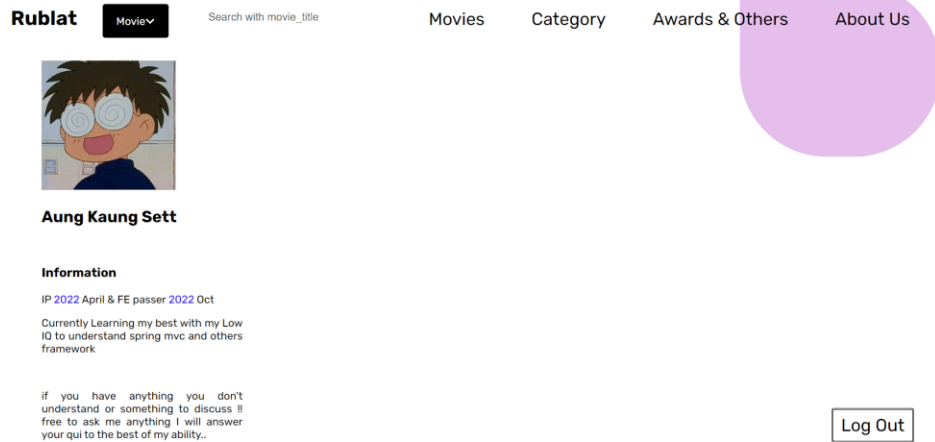 Rublat
Movie
Search with movie_title
Movies
Category
Awards & Others
About Us
Aung Kaung Sett
Information
IP 2022 April & FE passer 2022 Oct
Currently Learning my best with my Low
IQ to understand spring mvc and others
framework
if you have anything you don't
understand or something to discuss !!
free to ask me anything I will answer
your qui to the best of my ability..
Log Out